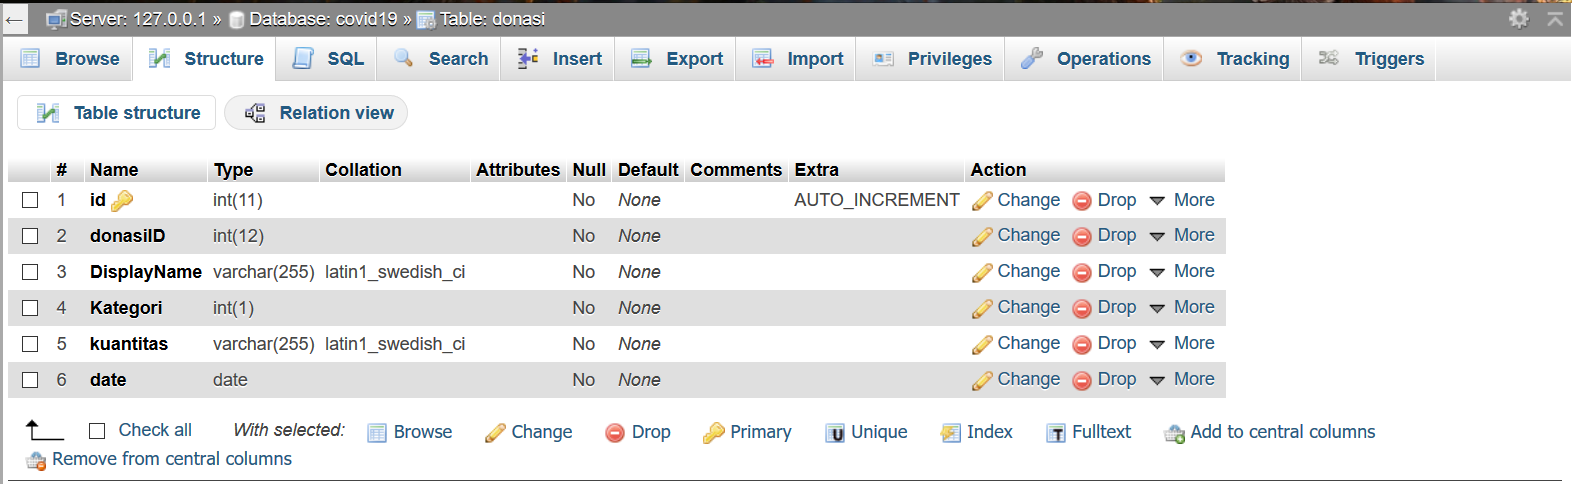 Server: 127.0.0.1 » Database: covid19 » Table: donasi
Browse Structure SQL Search Insert Export Import Privileges Operations Tracking Triggers
Table structure Relation view
# Name Type Collation Attributes Null Default Comments Extra Action
1 id int(11) No None AUTO_INCREMENT Change Drop More
2 donasiID int(12) No None Change Drop More
3 DisplayName varchar(255) latin1_swedish_ci No None Change Drop More
4 Kategori int(1) No None Change Drop More
5 kuantitas varchar(255) latin1_swedish_ci No None Change Drop More
6 date date No None Change Drop More
Check all With selected: Browse Change Drop Primary Unique Index Fulltext Add to central columns
Remove from central columns